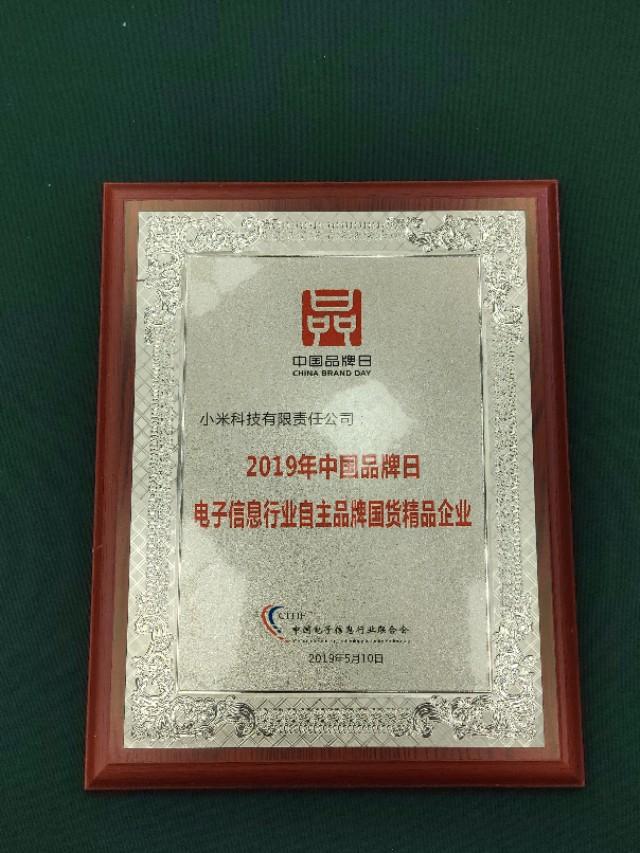 中国品牌日
CHINA BRAND DAY
小米科技有限责任公司：
2019年中国品牌日
电子信息行业自主品牌国货精品企业
CITIF
中国电子信息行业联合会
2019年5月10日